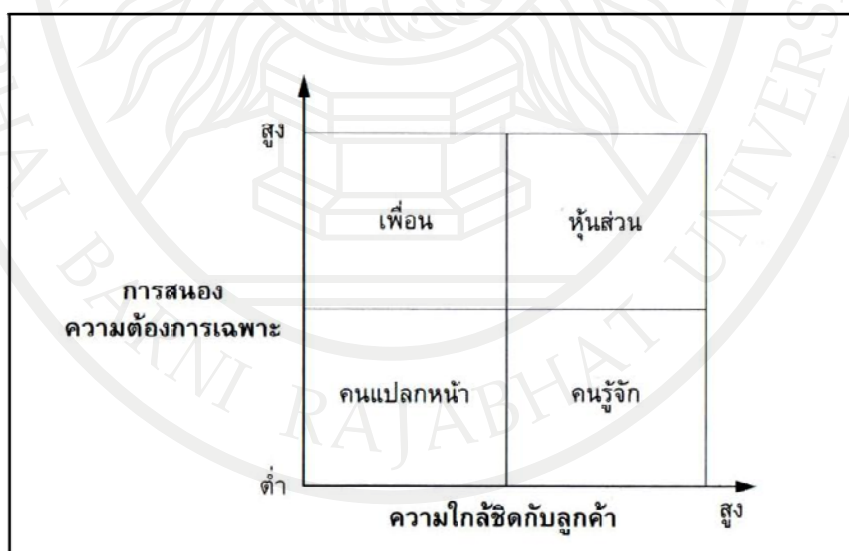 สูง
เพื่อน
หุ้นส่วน
การสนอง
ความต้องการเฉพาะ
คนแปลกหน้า
คนรู้จัก
ต่ำ
ความใกล้ชิดกับลูกค้า
สูง
BARNI RAJABHAT UNIVERS